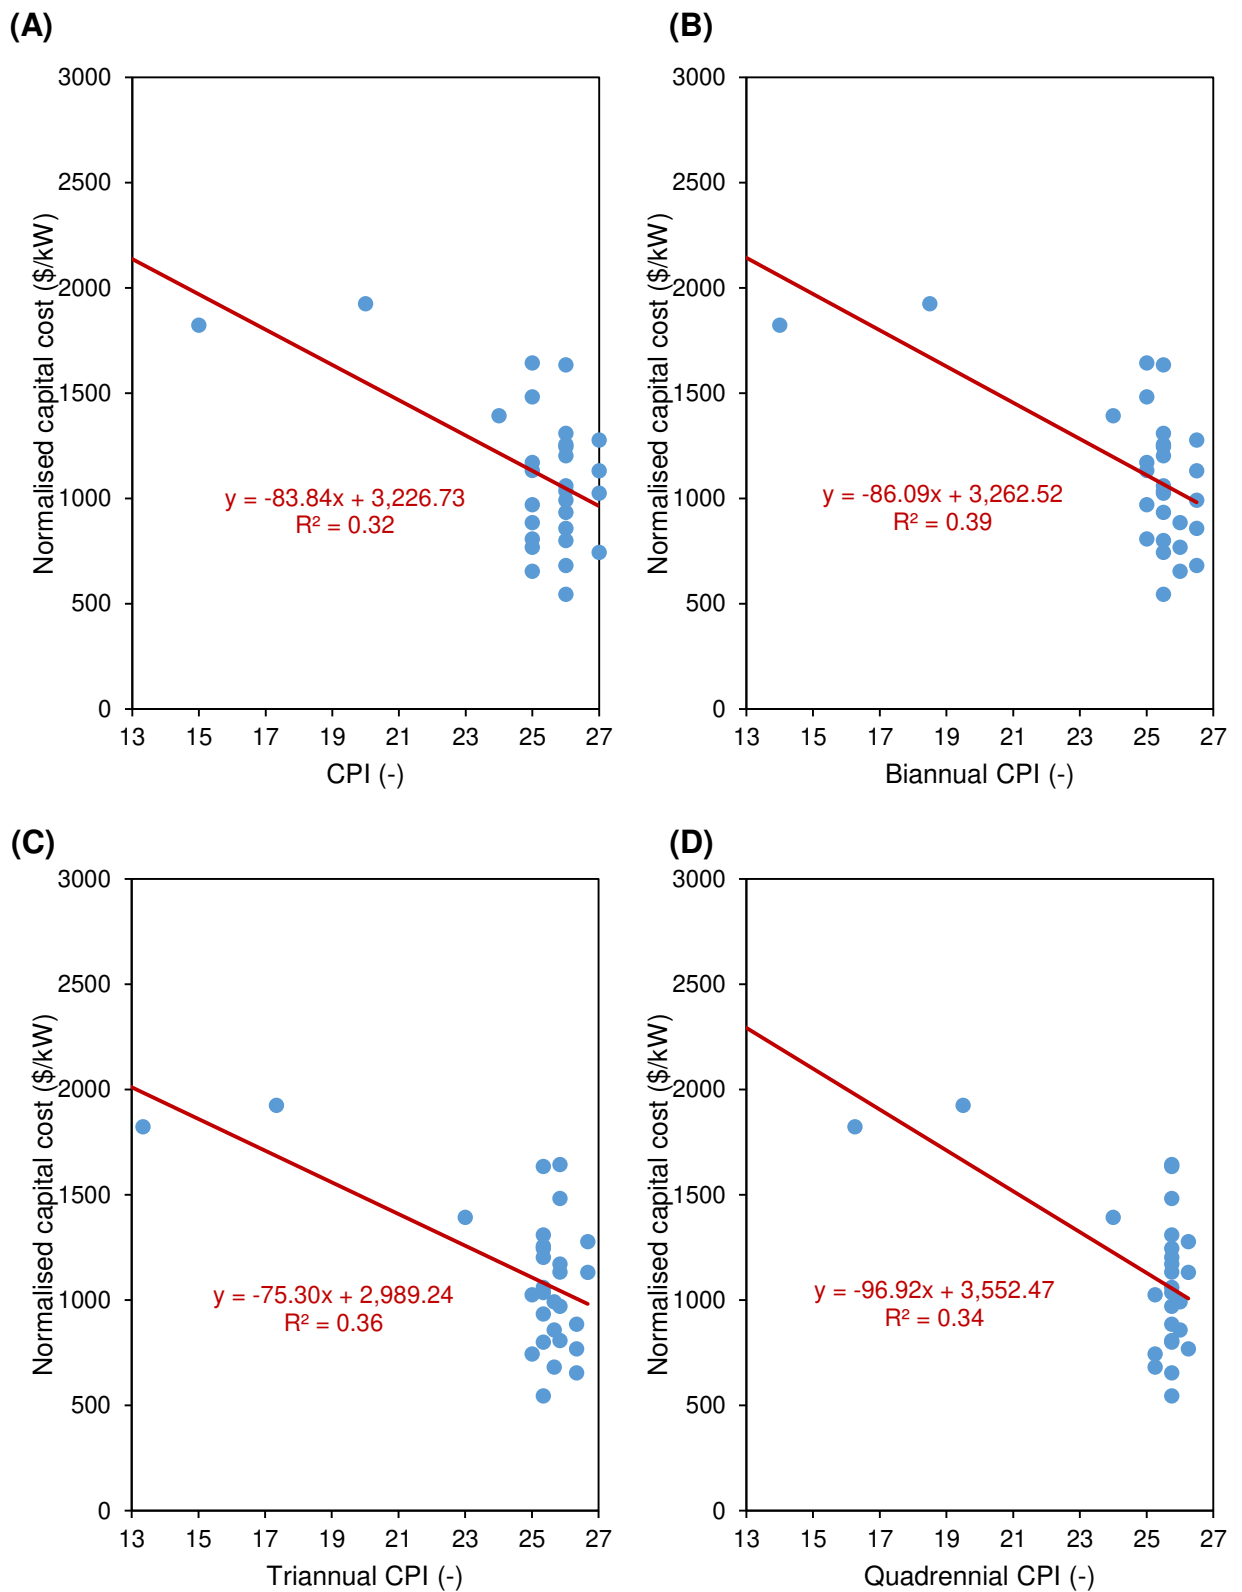 (A)
Normalised capital cost ($/kW)
3000
2500
2000
1500
1000
500
0
y = -83.84x + 3,226.73
R² = 0.32
13 15 17 19 21 23 25 27
CPI (-)
(B)
Normalised capital cost ($/kW)
3000
2500
2000
1500
1000
500
0
y = -86.09x + 3,262.52
R² = 0.39
13 15 17 19 21 23 25 27
Biannual CPI (-)
(C)
Normalised capital cost ($/kW)
3000
2500
2000
1500
1000
500
0
y = -75.30x + 2,989.24
R² = 0.36
13 15 17 19 21 23 25 27
Triannual CPI (-)
(D)
Normalised capital cost ($/kW)
3000
2500
2000
1500
1000
500
0
y = -96.92x + 3,552.47
R² = 0.34
13 15 17 19 21 23 25 27
Quadrennial CPI (-)